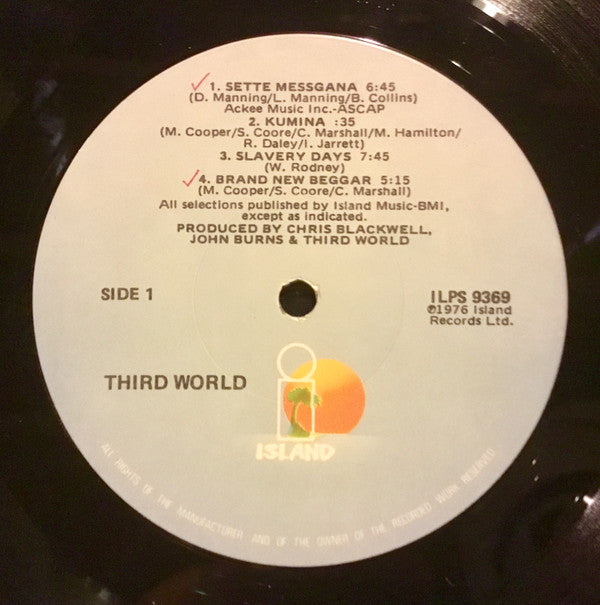 1. SETTE MESSGANA 6:45
(D. Manning/L. Manning/B. Collins)
Ackee Music Inc.-ASCAP
2. KUMINA :35
(M. Cooper/S. Coore/C. Marshall/M. Hamilton/
R. Daley/I. Jarrett)
3. SLAVERY DAYS 7:45
(W. Rodney)
4. BRAND NEW BEGGAR 5:15
(M. Cooper/S. Coore/C. Marshall)
All selections published by Island Music-BMI,
except as indicated.
PRODUCED BY CHRIS BLACKWELL,
JOHN BURNS & THIRD WORLD
SIDE 1
ILPS 9369
℗1976 Island
Records Ltd.
THIRD WORLD
i
ISLAND
ALL RIGHTS OF THE MANUFACTURER AND OF THE OWNER OF THE RECORDED WORK RESERVED